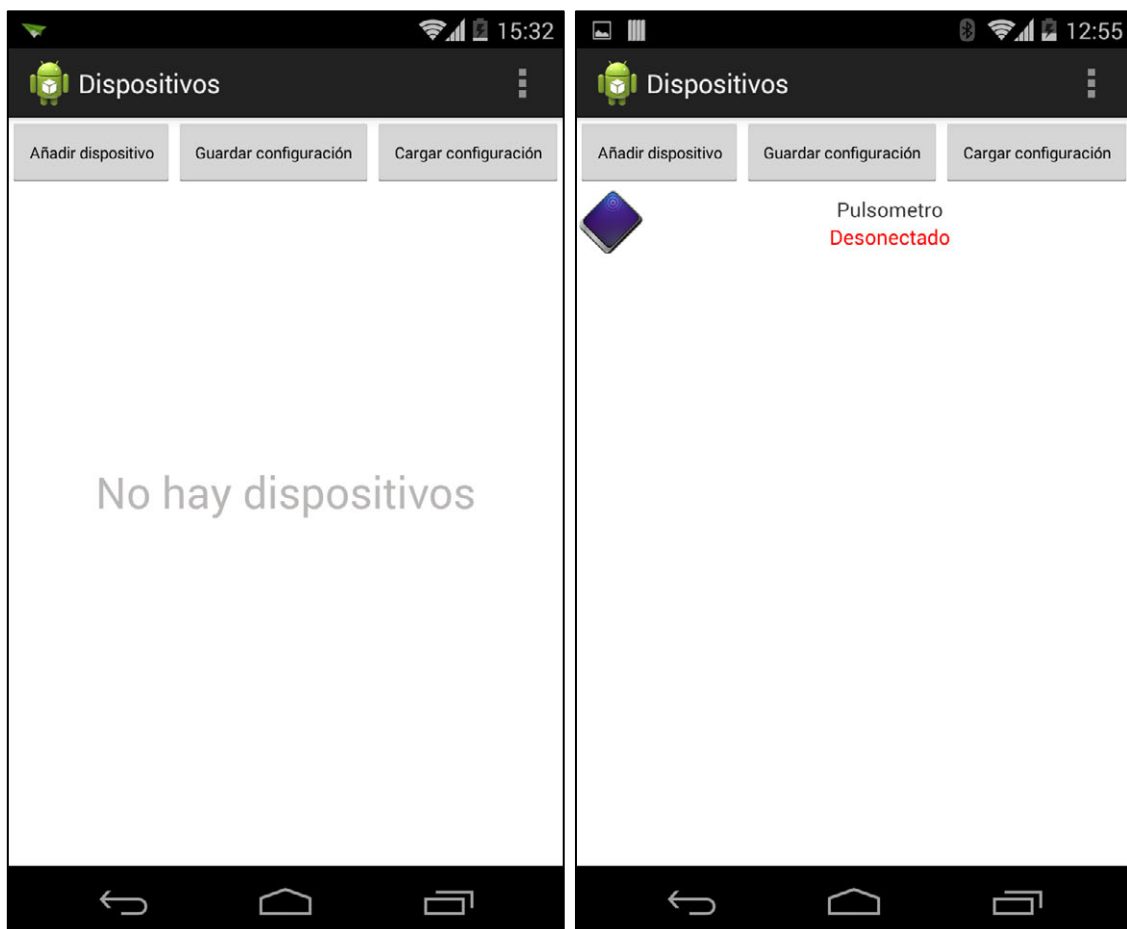 15:32
Dispositivos
Añadir dispositivo Guardar configuración Cargar configuración
No hay dispositivos
12:55
Dispositivos
Añadir dispositivo Guardar configuración Cargar configuración
Pulsometro
Desonectado